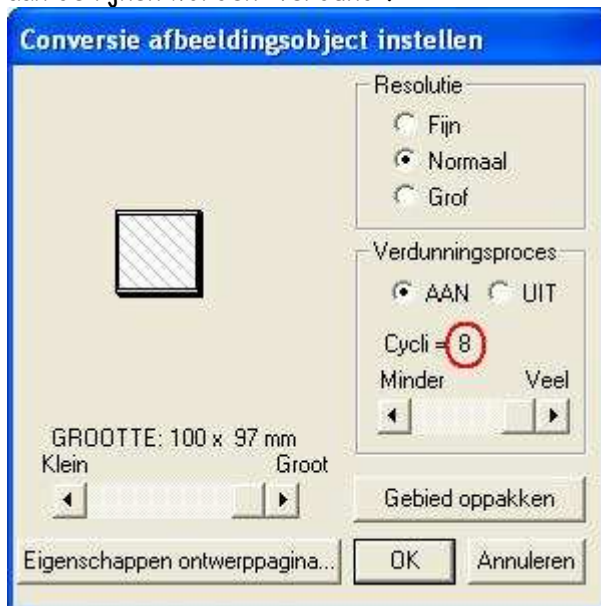 Conversie afbeeldingsobject instellen
Resolutie
Fijn
Normaal
Grof
Verdunningsproces
AAN UIT
Cycli = 8
Minder Veel
GROOTTE: 100 x 97 mm
Klein Groot
Gebied oppakken
Eigenschappen ontwerppagina... OK Annuleren